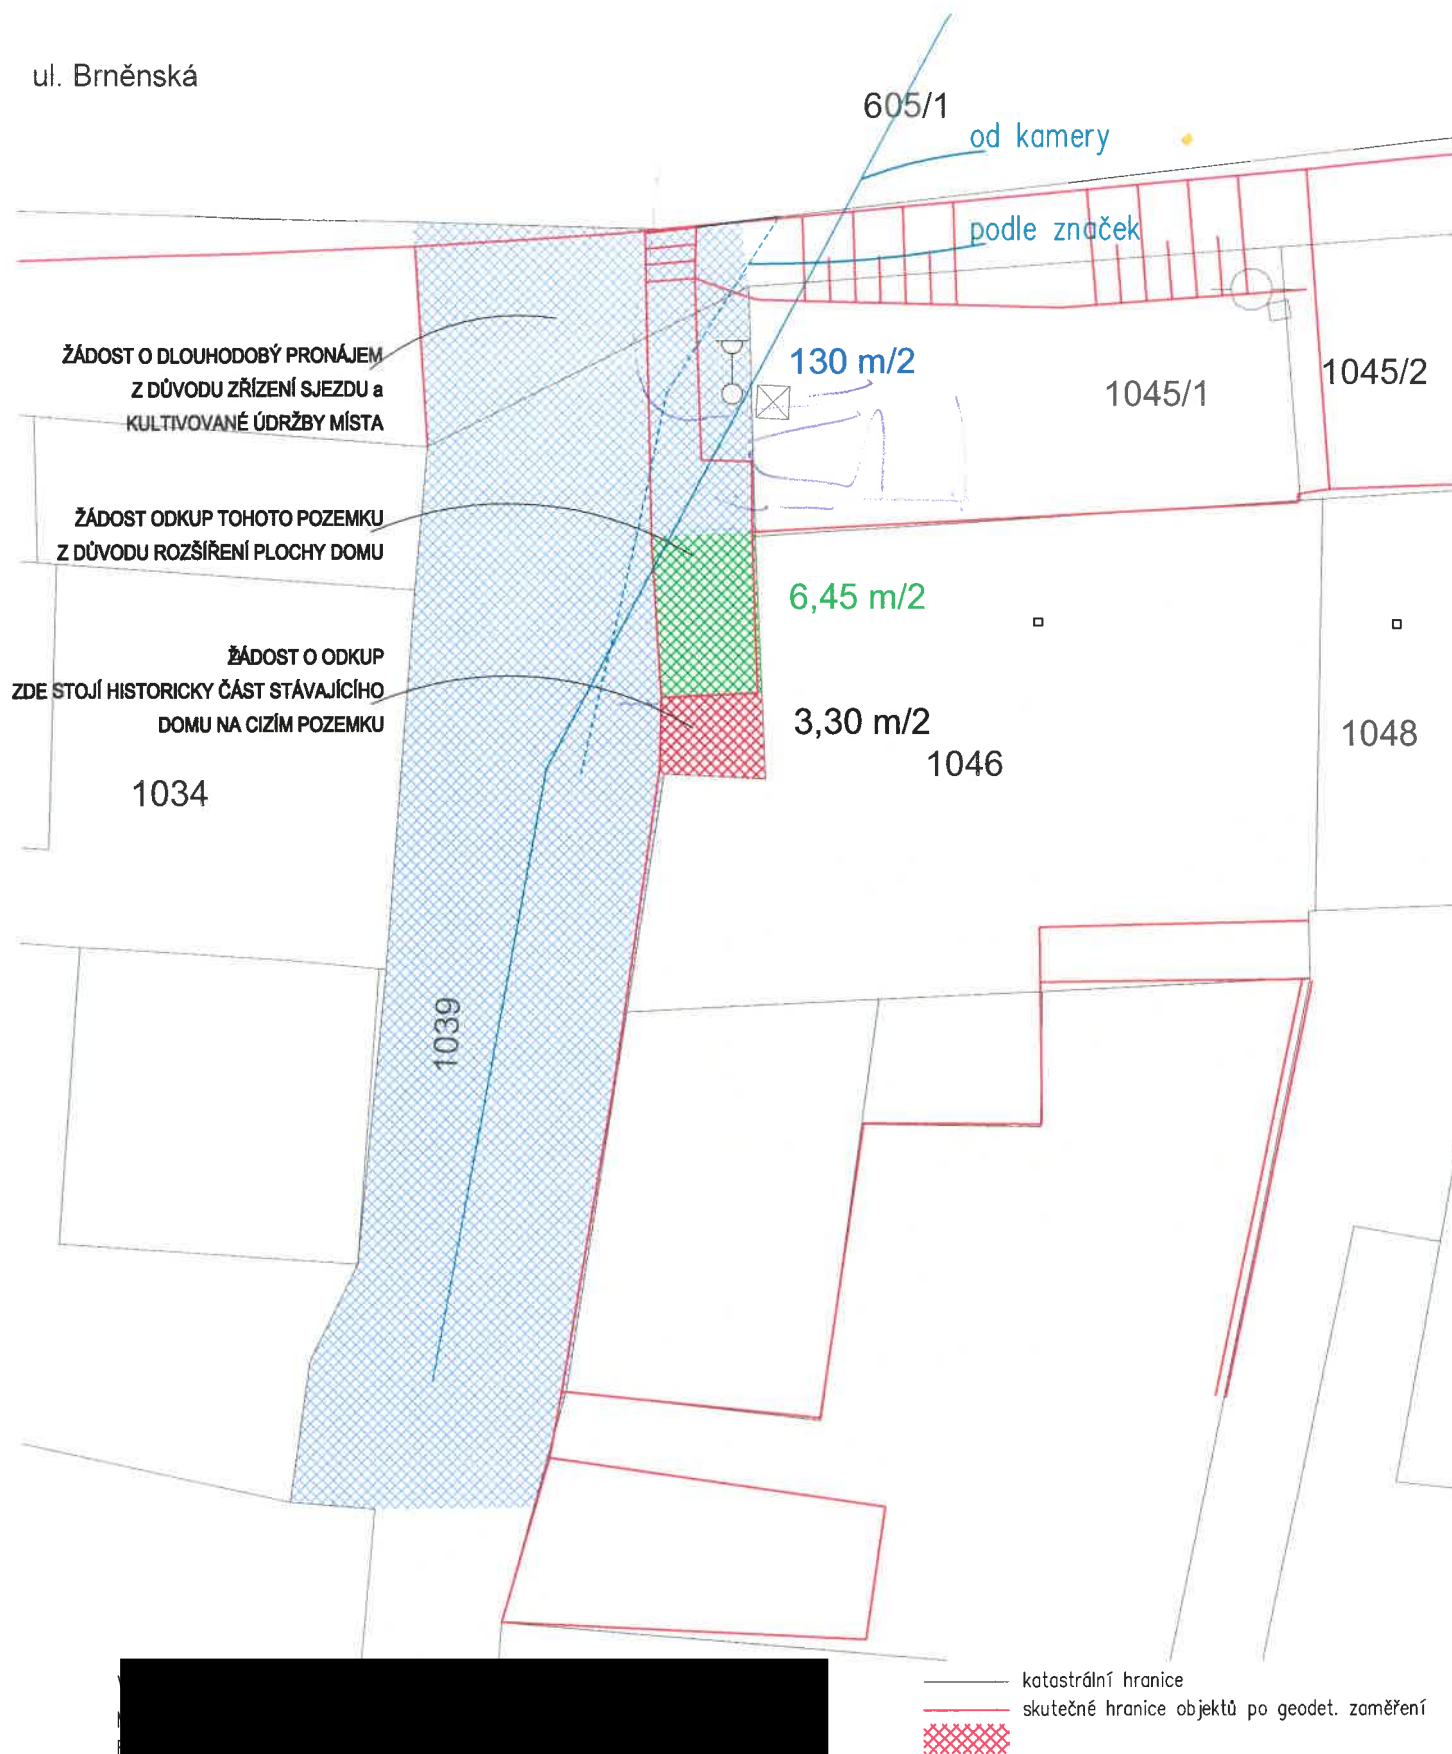 ul. Brněnská
605/1
od kamery
podle značek
ŽÁDOST O DLOUHODOBÝ PRONÁJEM
Z DŮVODU ZŘÍZENÍ SJEZDU a
KULTIVOVANÉ ÚDRŽBY MÍSTA
130 m/2
1045/1
1045/2
ŽÁDOST ODKUP TOHOTO POZEMKU
Z DŮVODU ROZŠÍŘENÍ PLOCHY DOMU
6,45 m/2
ŽÁDOST O ODKUP
ZDE STOJÍ HISTORICKY ČÁST STÁVAJÍCÍHO
DOMU NA CIZÍM POZEMKU
3,30 m/2
1046
1048
1034
1039
katastrální hranice
skutečné hranice objektů po geodet. zaměření